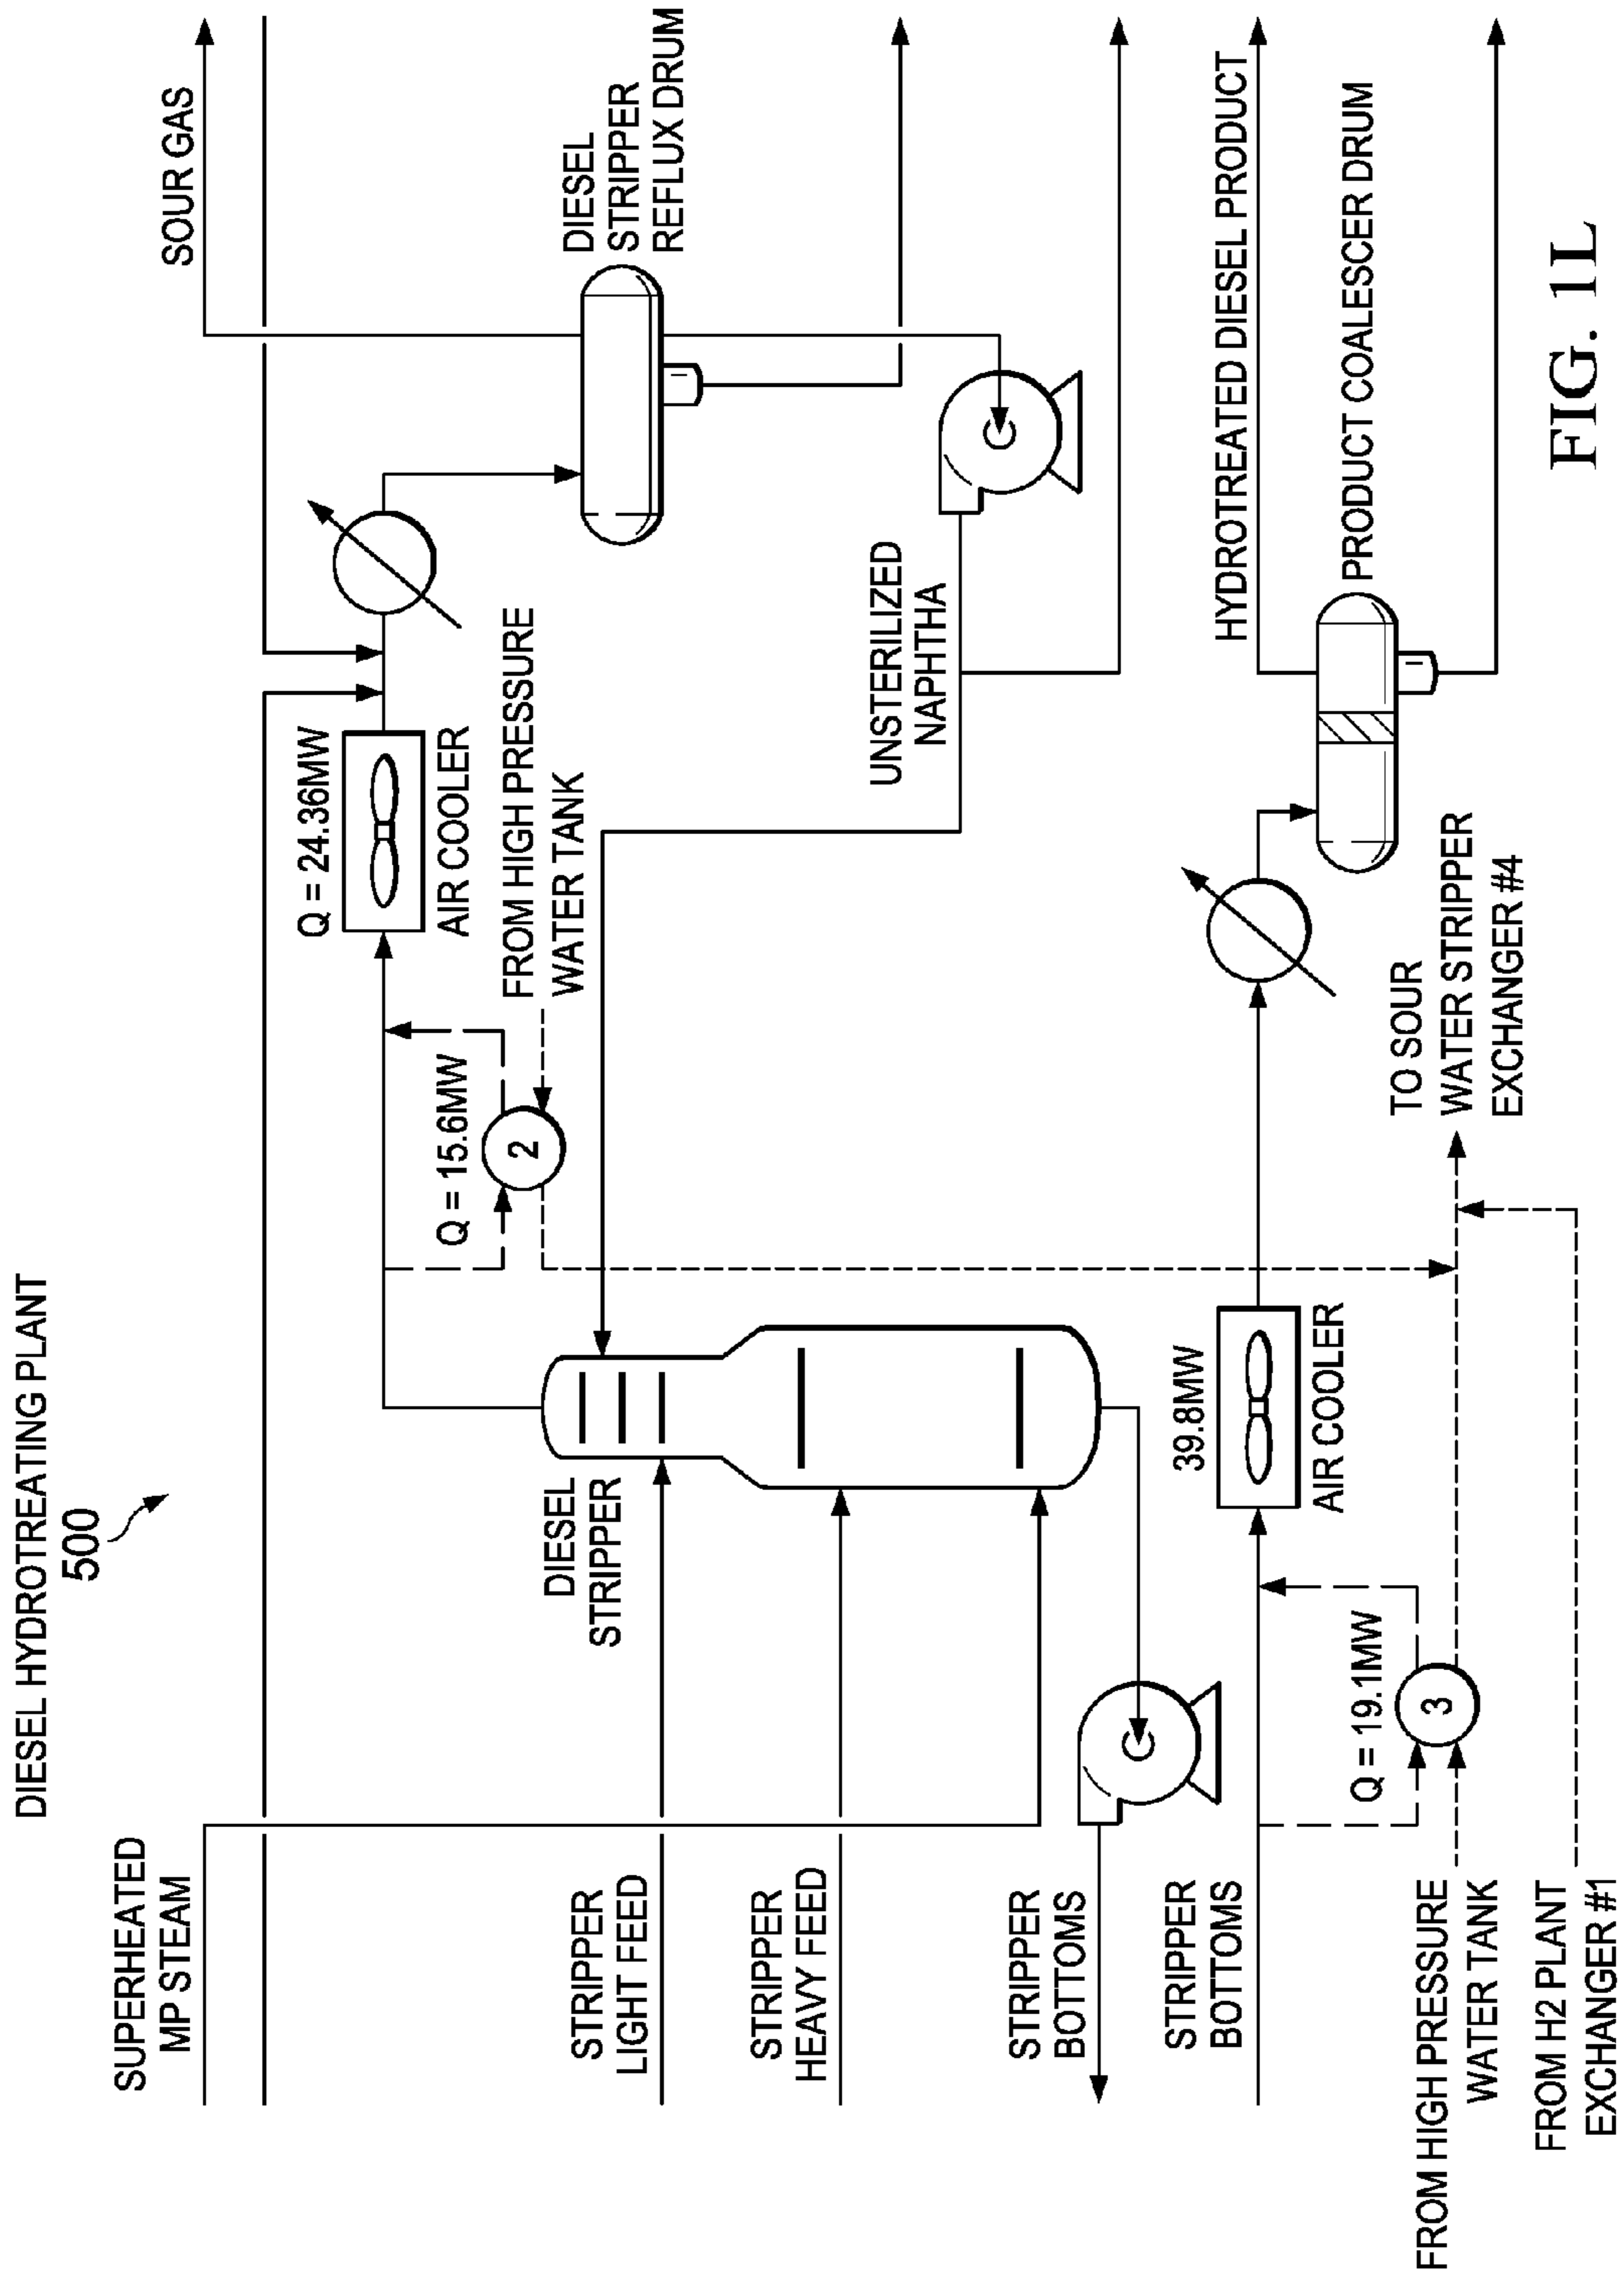 DIESEL HYDROTREATING PLANT
500
SUPERHEATED
MP STEAM
SOUR GAS
Q = 24.36MW
AIR COOLER
DIESEL
STRIPPER
REFLUX DRUM
Q = 15.6MW
2
FROM HIGH PRESSURE
WATER TANK
DIESEL
STRIPPER
STRIPPER
LIGHT FEED
STRIPPER
HEAVY FEED
UNSTERILIZED
NAPHTHA
STRIPPER
BOTTOMS
STRIPPER
BOTTOMS
39.8MW
AIR COOLER
HYDROTREATED DIESEL PRODUCT
PRODUCT COALESCER DRUM
Q = 19.1MW
3
TO SOUR
WATER STRIPPER
EXCHANGER #4
FROM HIGH PRESSURE
WATER TANK
FROM H2 PLANT
EXCHANGER #1
FIG. 1L